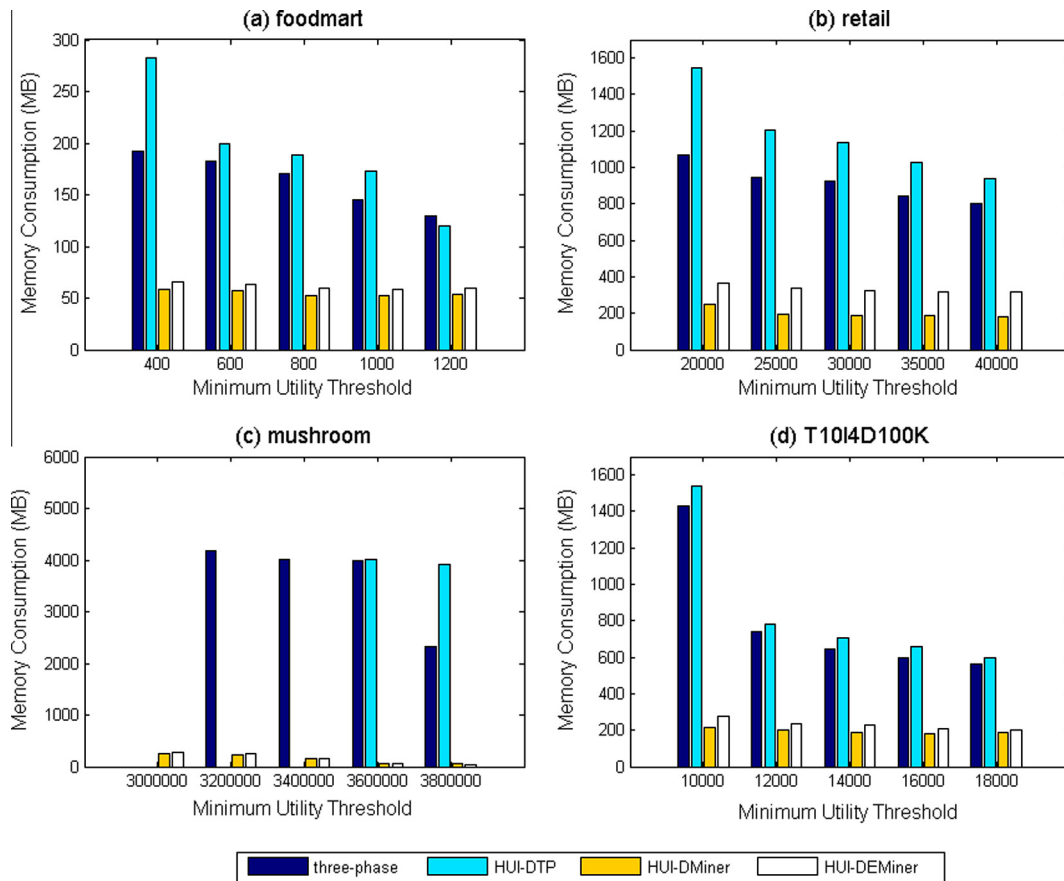 (a) foodmart
300
250
200
150
100
50
0
Memory Consumption (MB)
400 600 800 1000 1200
Minimum Utility Threshold
(b) retail
1600
1400
1200
1000
800
600
400
200
0
Memory Consumption (MB)
20000 25000 30000 35000 40000
Minimum Utility Threshold
(c) mushroom
6000
5000
4000
3000
2000
1000
0
Memory Consumption (MB)
3000000 3200000 3400000 3600000 3800000
Minimum Utility Threshold
(d) T10I4D100K
1600
1400
1200
1000
800
600
400
200
0
Memory Consumption (MB)
10000 12000 14000 16000 18000
Minimum Utility Threshold
three-phase HUI-DTP HUI-DMiner HUI-DEMiner